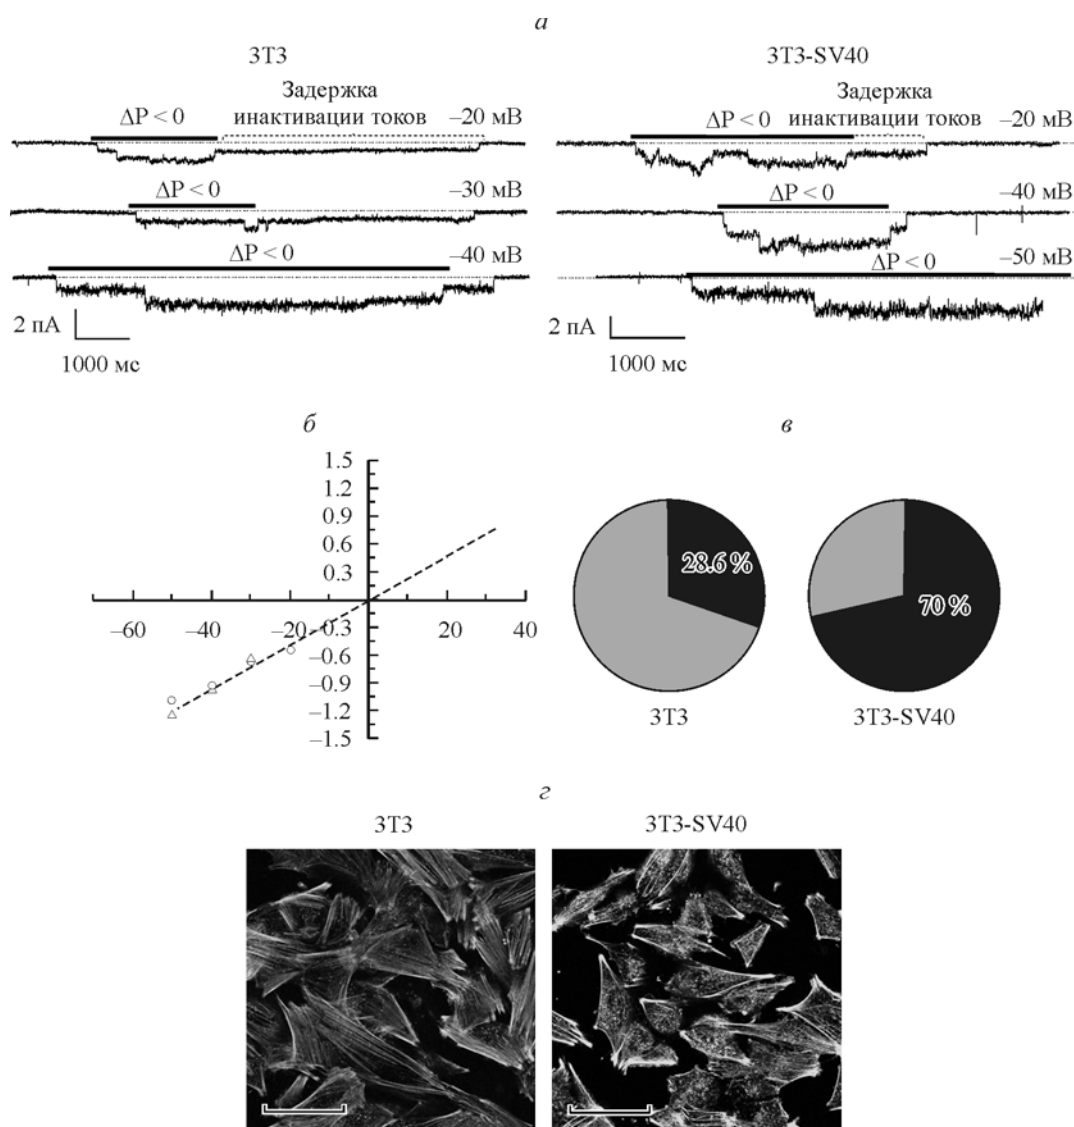 а
3T3
3T3-SV40
Задержка
инактивации токов
ΔP < 0
–20 мВ
ΔP < 0
–30 мВ
ΔP < 0
–40 мВ
2 пА
1000 мс
Задержка
инактивации токов
ΔP < 0
–20 мВ
ΔP < 0
–40 мВ
ΔP < 0
–50 мВ
2 пА
1000 мс
б
1.5
1.2
0.9
0.6
0.3
–60 –40 –20 20 40
–0.3
–0.6
–0.9
–1.2
–1.5
в
28.6 %
70 %
3T3
3T3-SV40
г
3T3
3T3-SV40